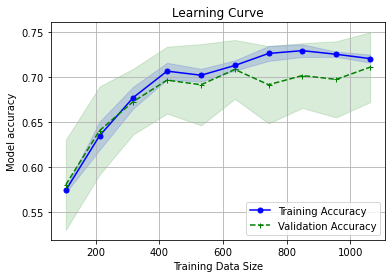 Learning Curve
0.75
0.70
0.65
0.60
0.55
Model accuracy
200 400 600 800 1000
Training Data Size
Training Accuracy
Validation Accuracy